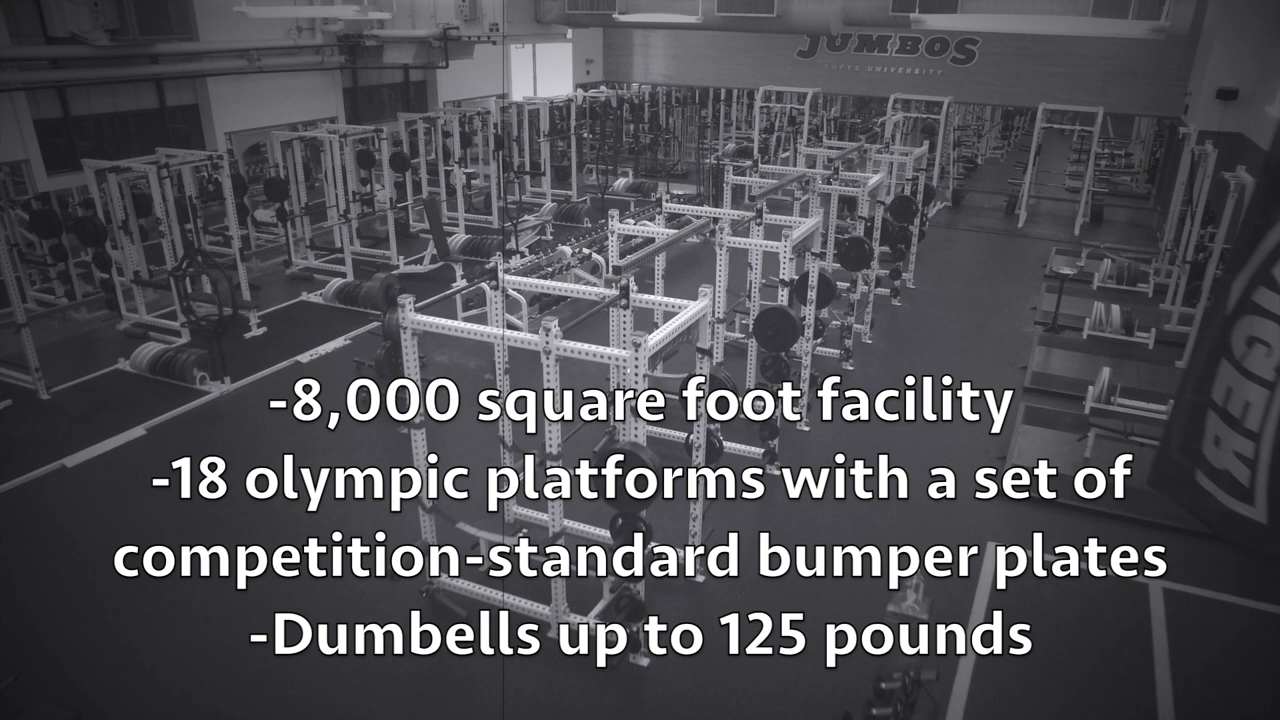 JUMBOS
TUFTS UNIVERSITY
-8,000 square foot facility
-18 olympic platforms with a set of
competition-standard bumper plates
-Dumbells up to 125 pounds